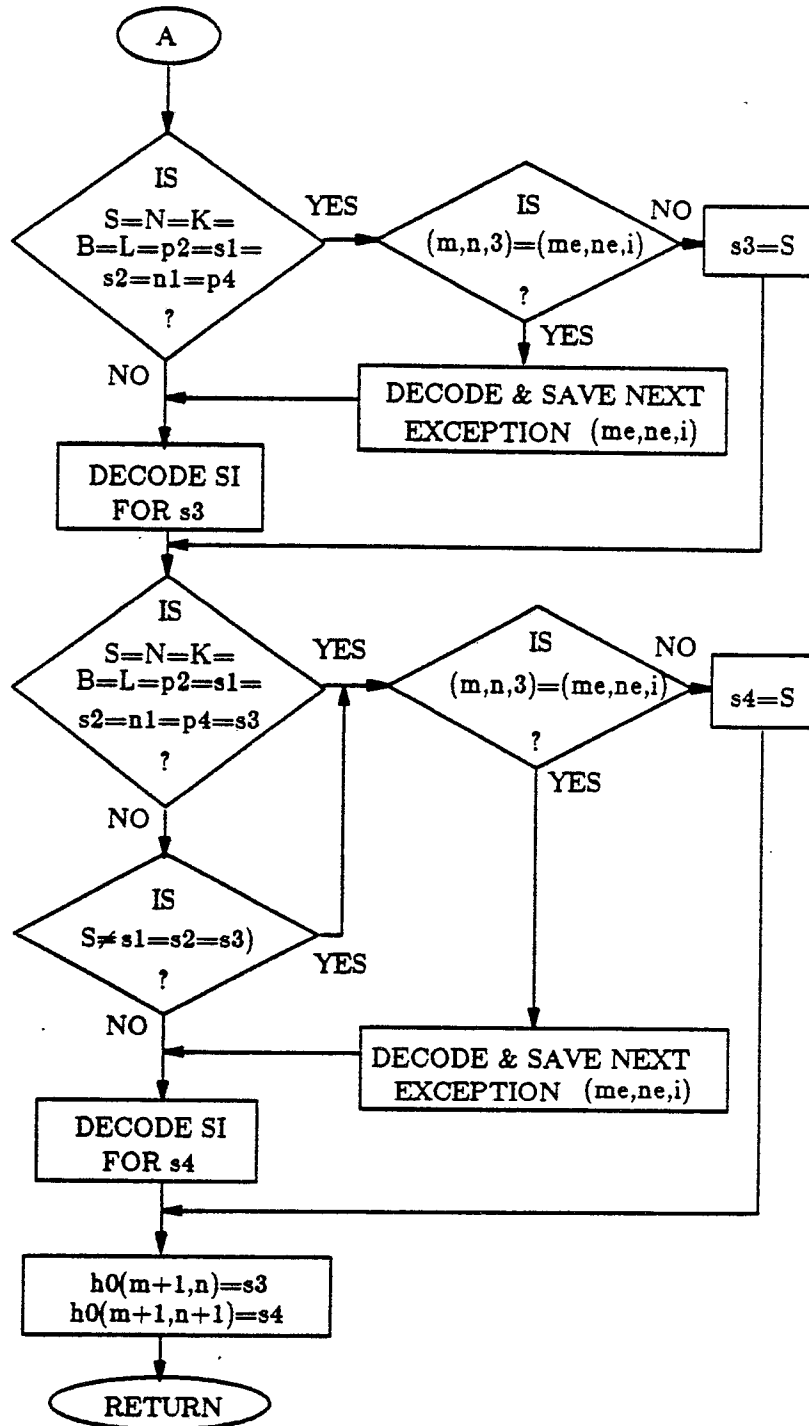 A
IS
S=N=K=
B=L=p2=s1=
s2=n1=p4
?
YES
NO
IS
(m,n,3)=(me,ne,i)
?
NO
YES
s3=S
DECODE & SAVE NEXT
EXCEPTION (me,ne,i)
DECODE SI
FOR s3
IS
S=N=K=
B=L=p2=s1=
s2=n1=p4=s3
?
YES
NO
IS
(m,n,3)=(me,ne,i)
?
NO
YES
s4=S
IS
S≠s1=s2=s3)
?
YES
NO
DECODE & SAVE NEXT
EXCEPTION (me,ne,i)
DECODE SI
FOR s4
h0(m+1,n)=s3
h0(m+1,n+1)=s4
RETURN